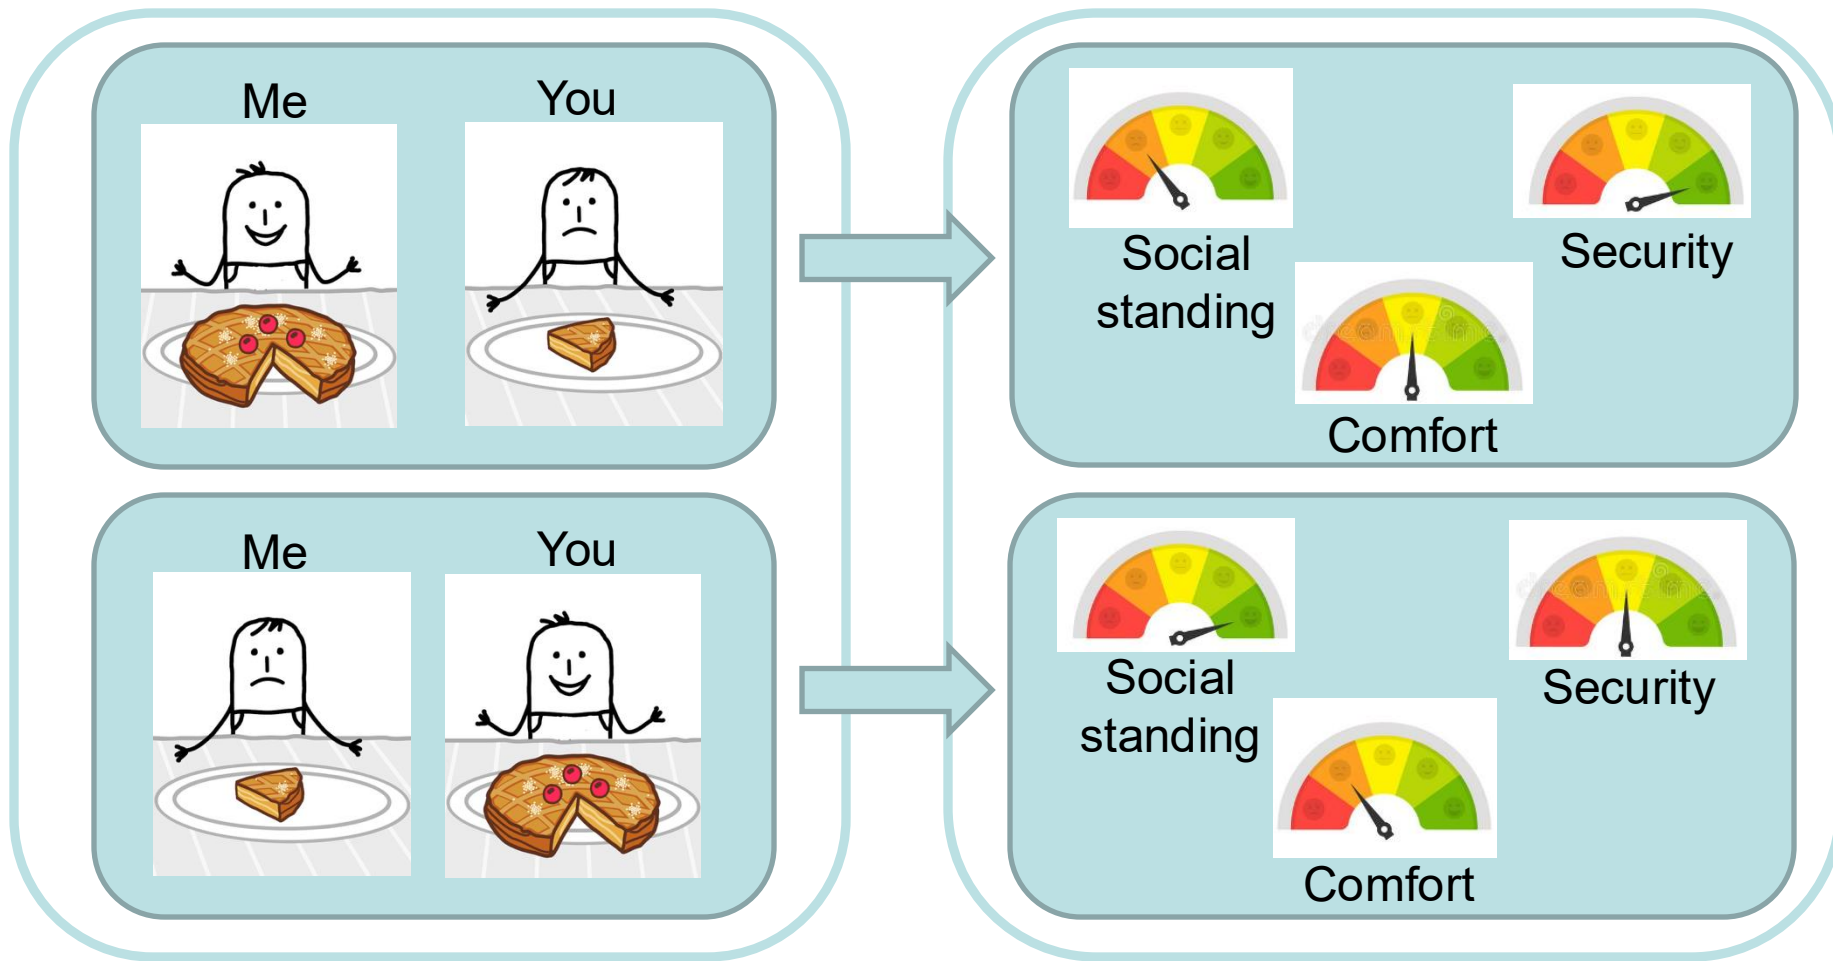 Me
You
Social
standing
Security
Comfort
Me
You
Social
standing
Security
Comfort